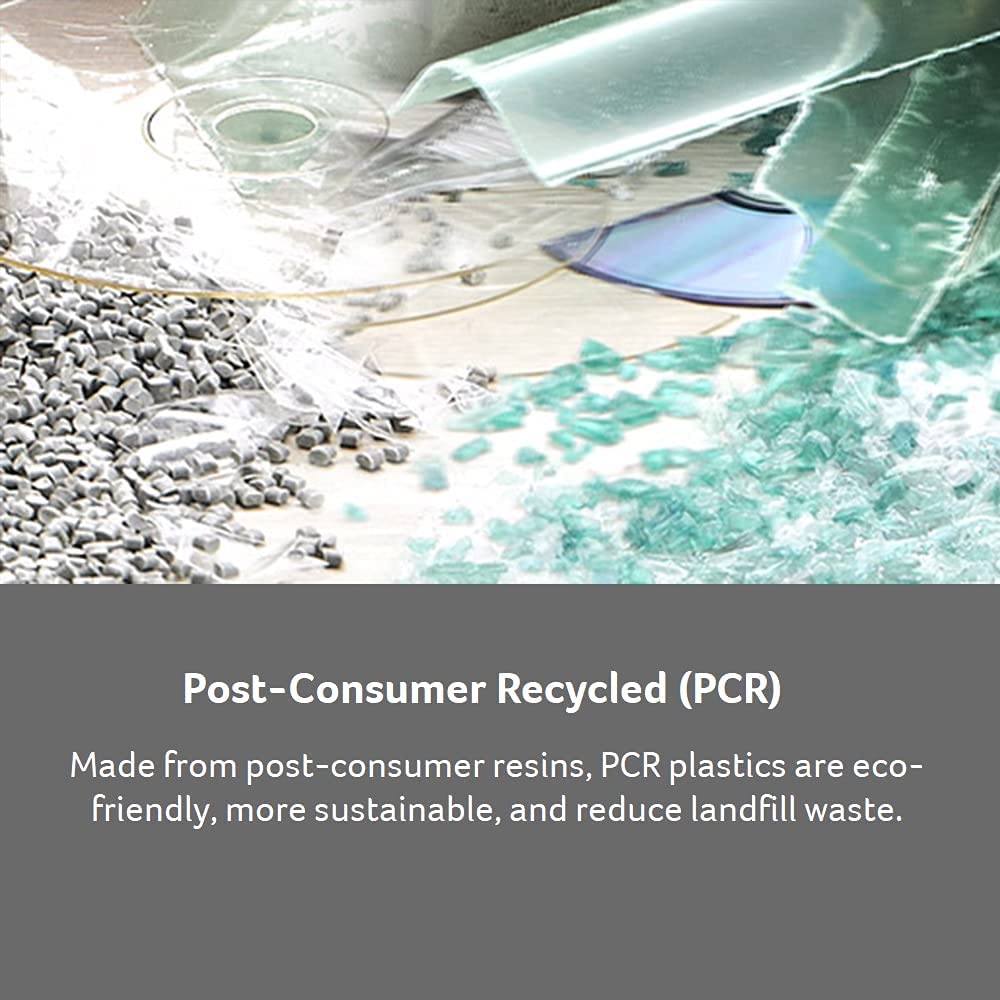 Post-Consumer Recycled (PCR)
Made from post-consumer resins, PCR plastics are eco-
friendly, more sustainable, and reduce landfill waste.